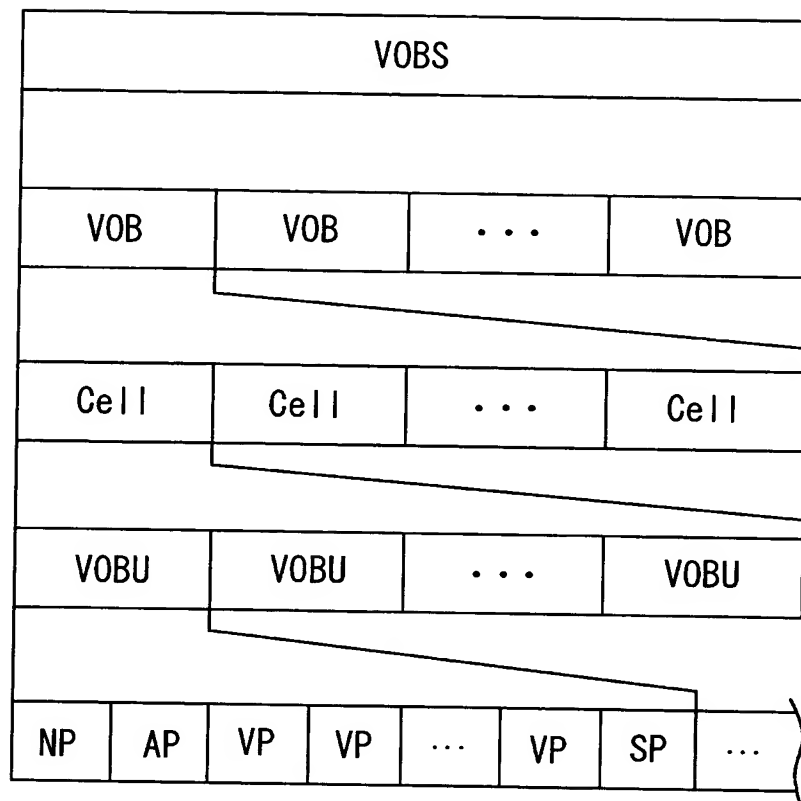 VOBS
VOB VOB ... VOB
Cell Cell ... Cell
VOBU VOBU ... VOBU
NP AP VP VP ... VP SP ...